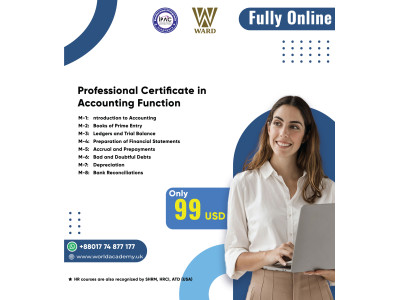 IPAC
WARD
Fully Online
Professional Certificate in
Accounting Function
M-1: ntroduction to Accounting
M-2: Books of Prime Entry
M-3: Ledgers and Trial Balance
M-4: Preparation of Financial Statements
M-5: Accrual and Prepayments
M-6: Bad and Doubtful Debts
M-7: Depreciation
M-8: Bank Reconciliations
Only
99 USD
+88017 74 877 177
www.worldacademy.uk
★ HR courses are also recognised by SHRM, HRCI, ATD (USA)